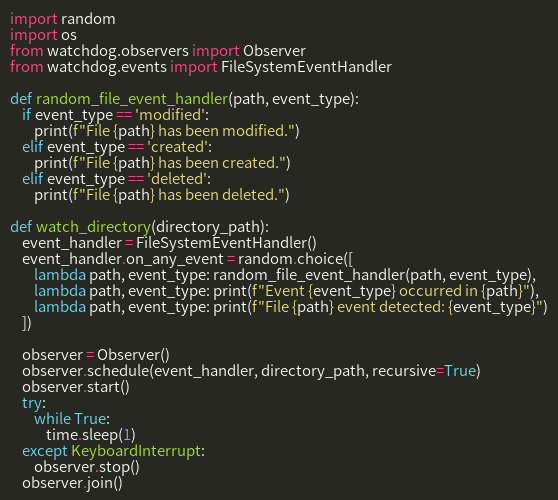 import random
import os
from watchdog.observers import Observer
from watchdog.events import FileSystemEventHandler

def random_file_event_handler(path, event_type):
    if event_type == 'modified':
        print(f"File {path} has been modified.")
    elif event_type == 'created':
        print(f"File {path} has been created.")
    elif event_type == 'deleted':
        print(f"File {path} has been deleted.")

def watch_directory(directory_path):
    event_handler = FileSystemEventHandler()
    event_handler.on_any_event = random.choice([
        lambda path, event_type: random_file_event_handler(path, event_type),
        lambda path, event_type: print(f"Event {event_type} occurred in {path}"),
        lambda path, event_type: print(f"File {path} event detected: {event_type}")
    ])

    observer = Observer()
    observer.schedule(event_handler, directory_path, recursive=True)
    observer.start()
    try:
        while True:
            time.sleep(1)
    except KeyboardInterrupt:
        observer.stop()
    observer.join()